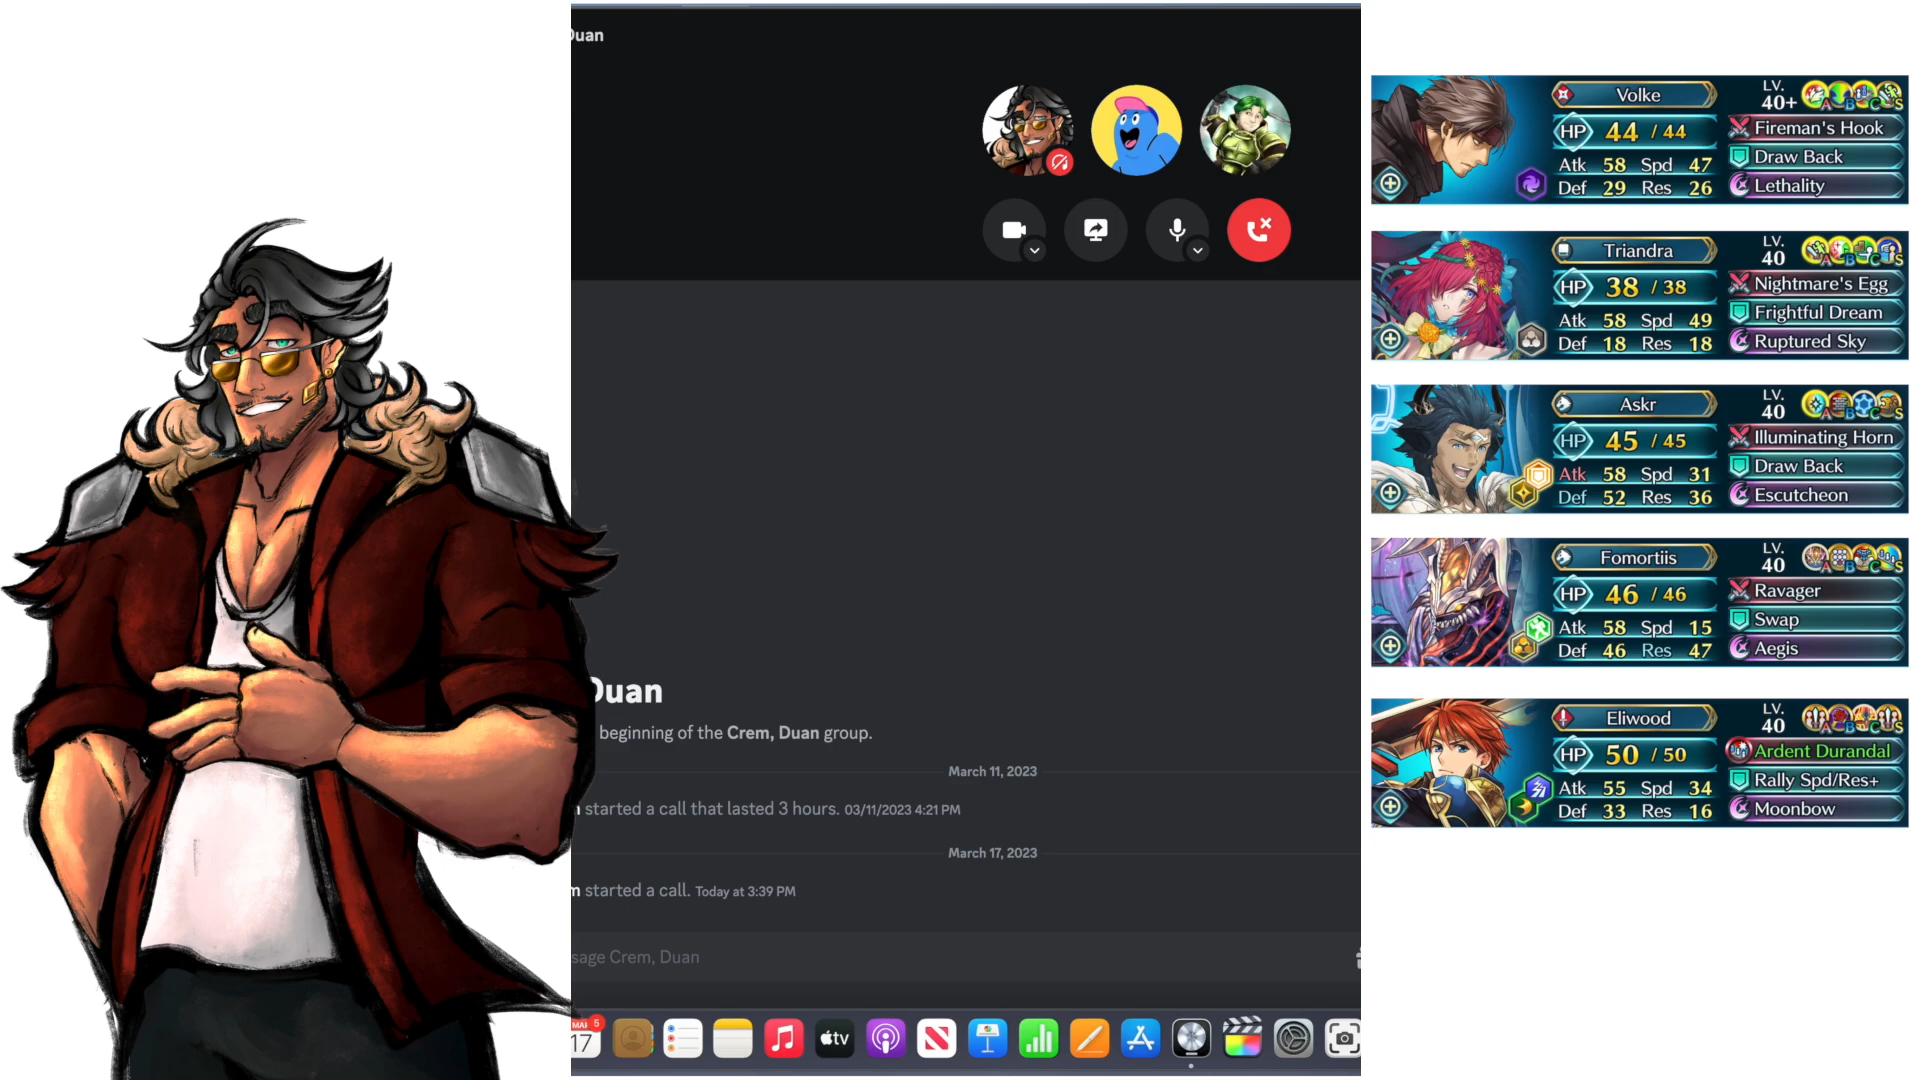 Duan
Duan
beginning of the Crem, Duan group.
March 11, 2023
started a call that lasted 3 hours. 03/11/2023 4:21 PM
March 17, 2023
m started a call. Today at 3:39 PM
sage Crem, Duan
MAR 5
17
tv
Volke
LV.
40+
A B C S
HP 44 / 44
Fireman's Hook
Atk 58 Spd 47
Draw Back
Def 29 Res 26
Lethality
Triandra
LV.
40
A B C S
HP 38 / 38
Nightmare's Egg
Atk 58 Spd 49
Frightful Dream
Def 18 Res 18
Ruptured Sky
Askr
LV.
40
A B C S
HP 45 / 45
Illuminating Horn
Atk 58 Spd 31
Draw Back
Def 52 Res 36
Escutcheon
Fomortiis
LV.
40
A B C S
HP 46 / 46
Ravager
Atk 58 Spd 15
Swap
Def 46 Res 47
Aegis
Eliwood
LV.
40
A B C S
HP 50 / 50
Ardent Durandal
Atk 55 Spd 34
Rally Spd/Res+
Def 33 Res 16
Moonbow